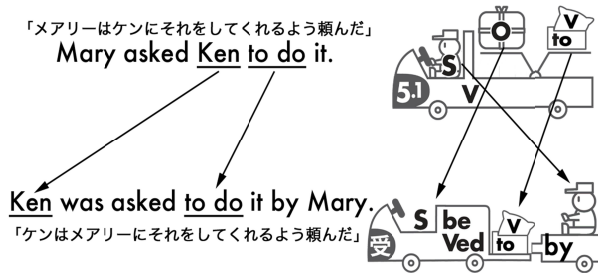 「メアリーはケンにそれをしてくれるよう頼んだ」
Mary asked Ken to do it.
Ken was asked to do it by Mary.
「ケンはメアリーにそれをしてくれるよう頼んだ」
S
O
V
to
5.1
V
S
be
Ved
V
to
by
受